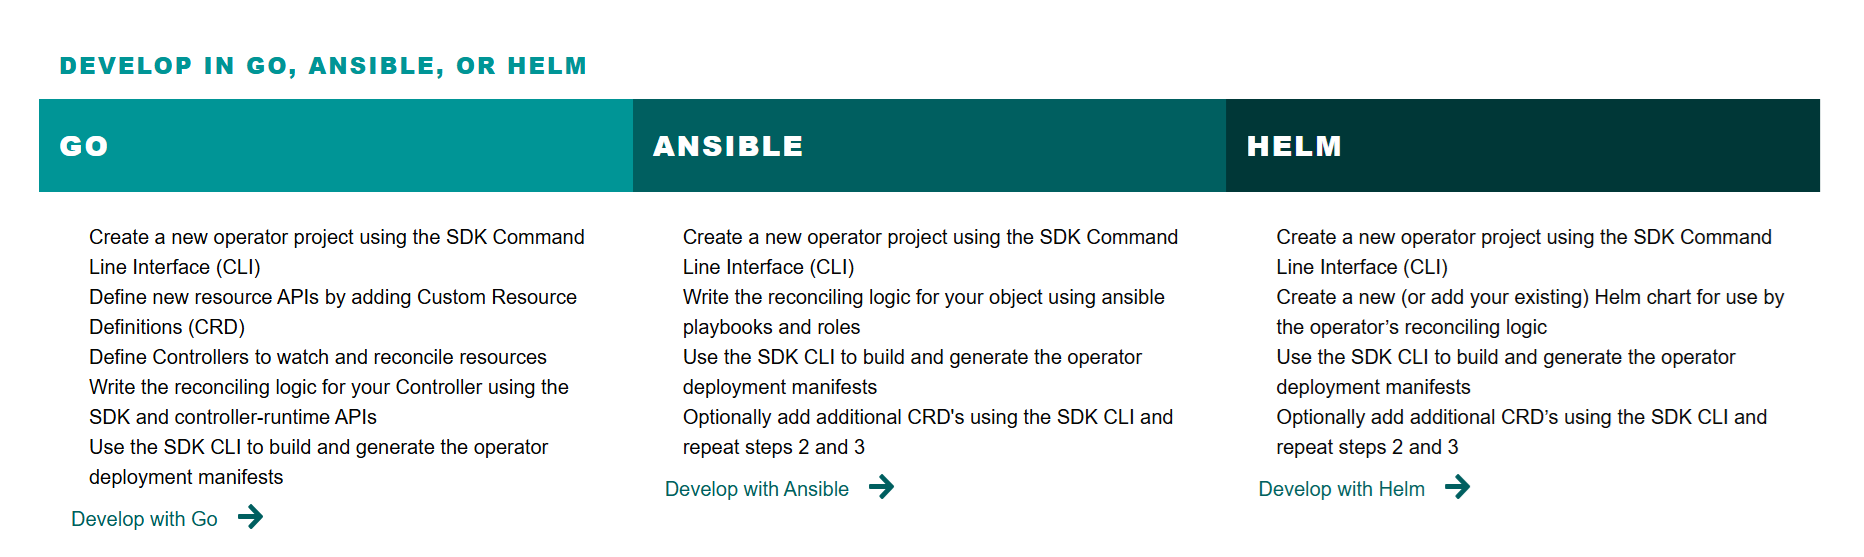 DEVELOP IN GO, ANSIBLE, OR HELM
GO
Create a new operator project using the SDK Command
Line Interface (CLI)
Define new resource APIs by adding Custom Resource
Definitions (CRD)
Define Controllers to watch and reconcile resources
Write the reconciling logic for your Controller using the
SDK and controller-runtime APIs
Use the SDK CLI to build and generate the operator
deployment manifests
Develop with Go
ANSIBLE
Create a new operator project using the SDK Command
Line Interface (CLI)
Write the reconciling logic for your object using ansible
playbooks and roles
Use the SDK CLI to build and generate the operator
deployment manifests
Optionally add additional CRD's using the SDK CLI and
repeat steps 2 and 3
Develop with Ansible
HELM
Create a new operator project using the SDK Command
Line Interface (CLI)
Create a new (or add your existing) Helm chart for use by
the operator’s reconciling logic
Use the SDK CLI to build and generate the operator
deployment manifests
Optionally add additional CRD’s using the SDK CLI and
repeat steps 2 and 3
Develop with Helm